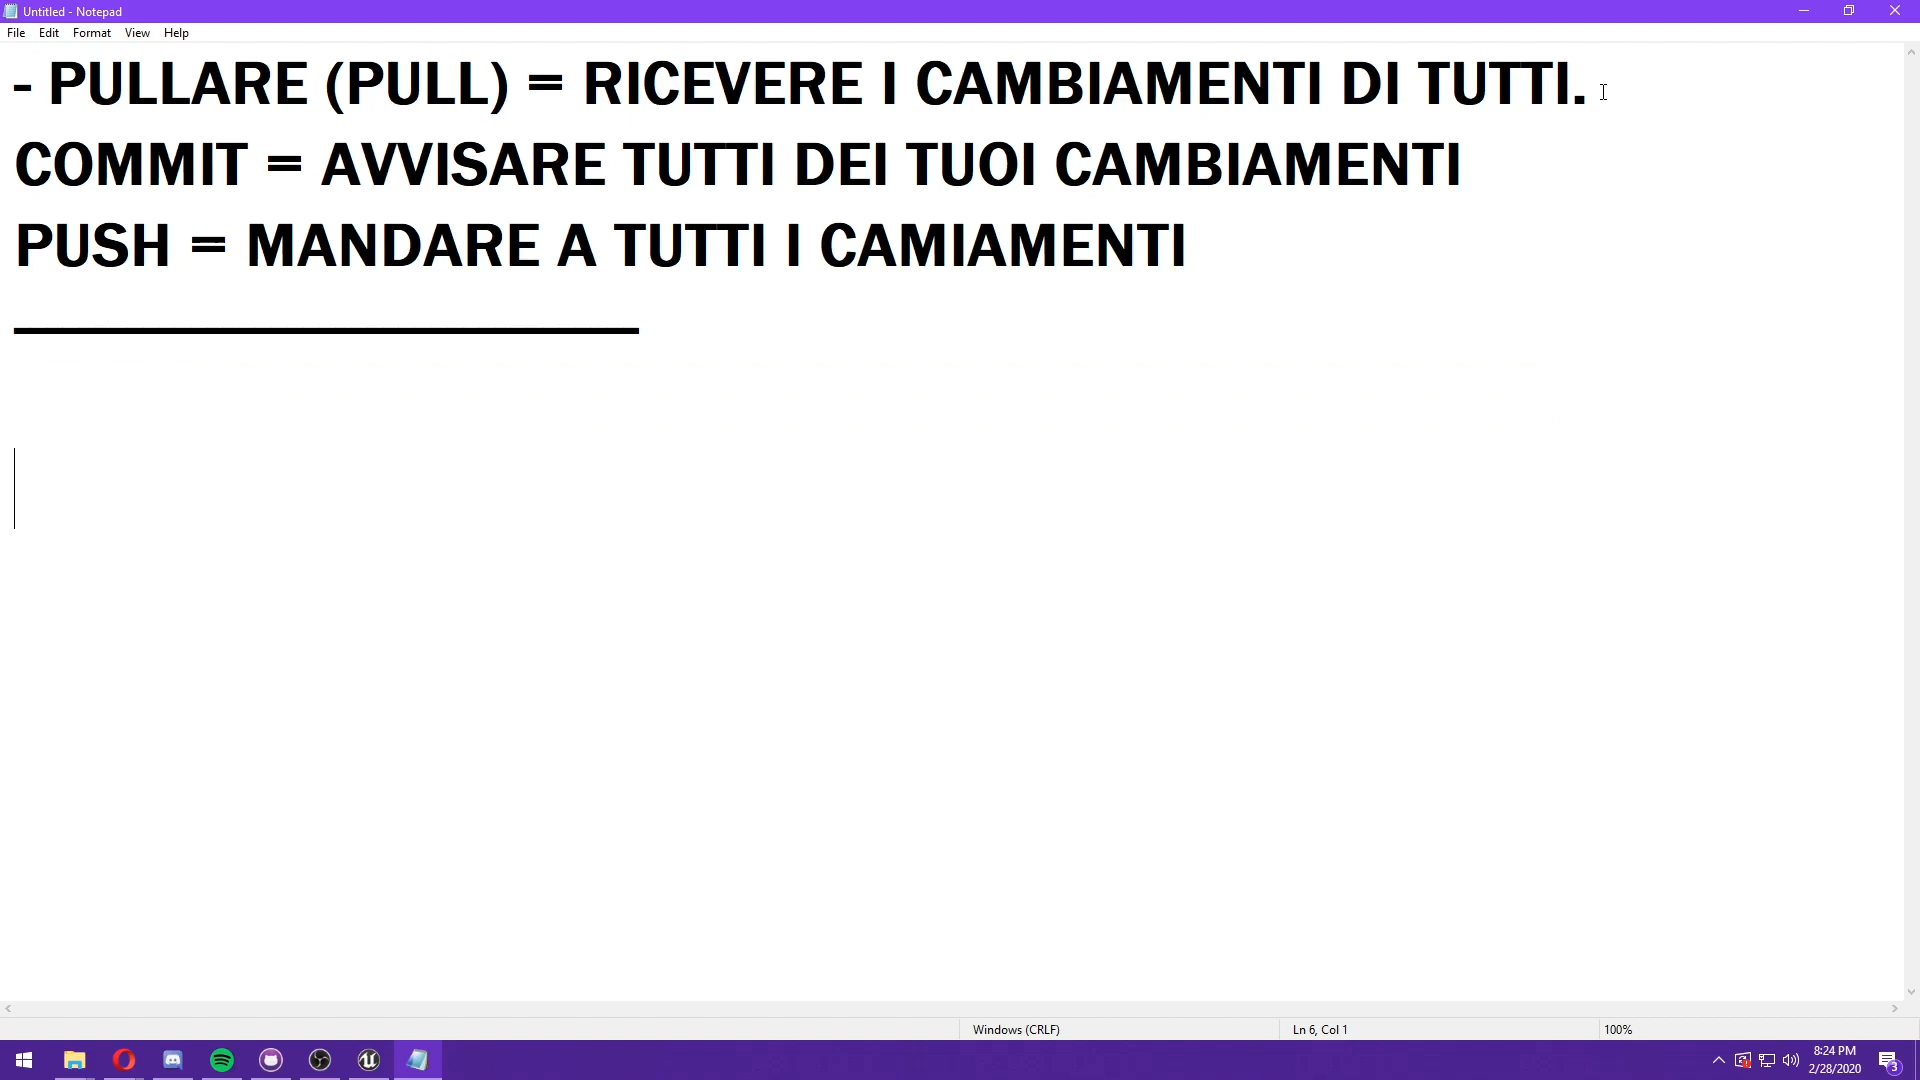 Untitled - Notepad
File Edit Format View Help
- PULLARE (PULL) = RICEVERE I CAMBIAMENTI DI TUTTI.
COMMIT = AVVISARE TUTTI DEI TUOI CAMBIAMENTI
PUSH = MANDARE A TUTTI I CAMIAMENTI
Windows (CRLF) Ln 6, Col 1 100%
8:24 PM
2/28/2020
3